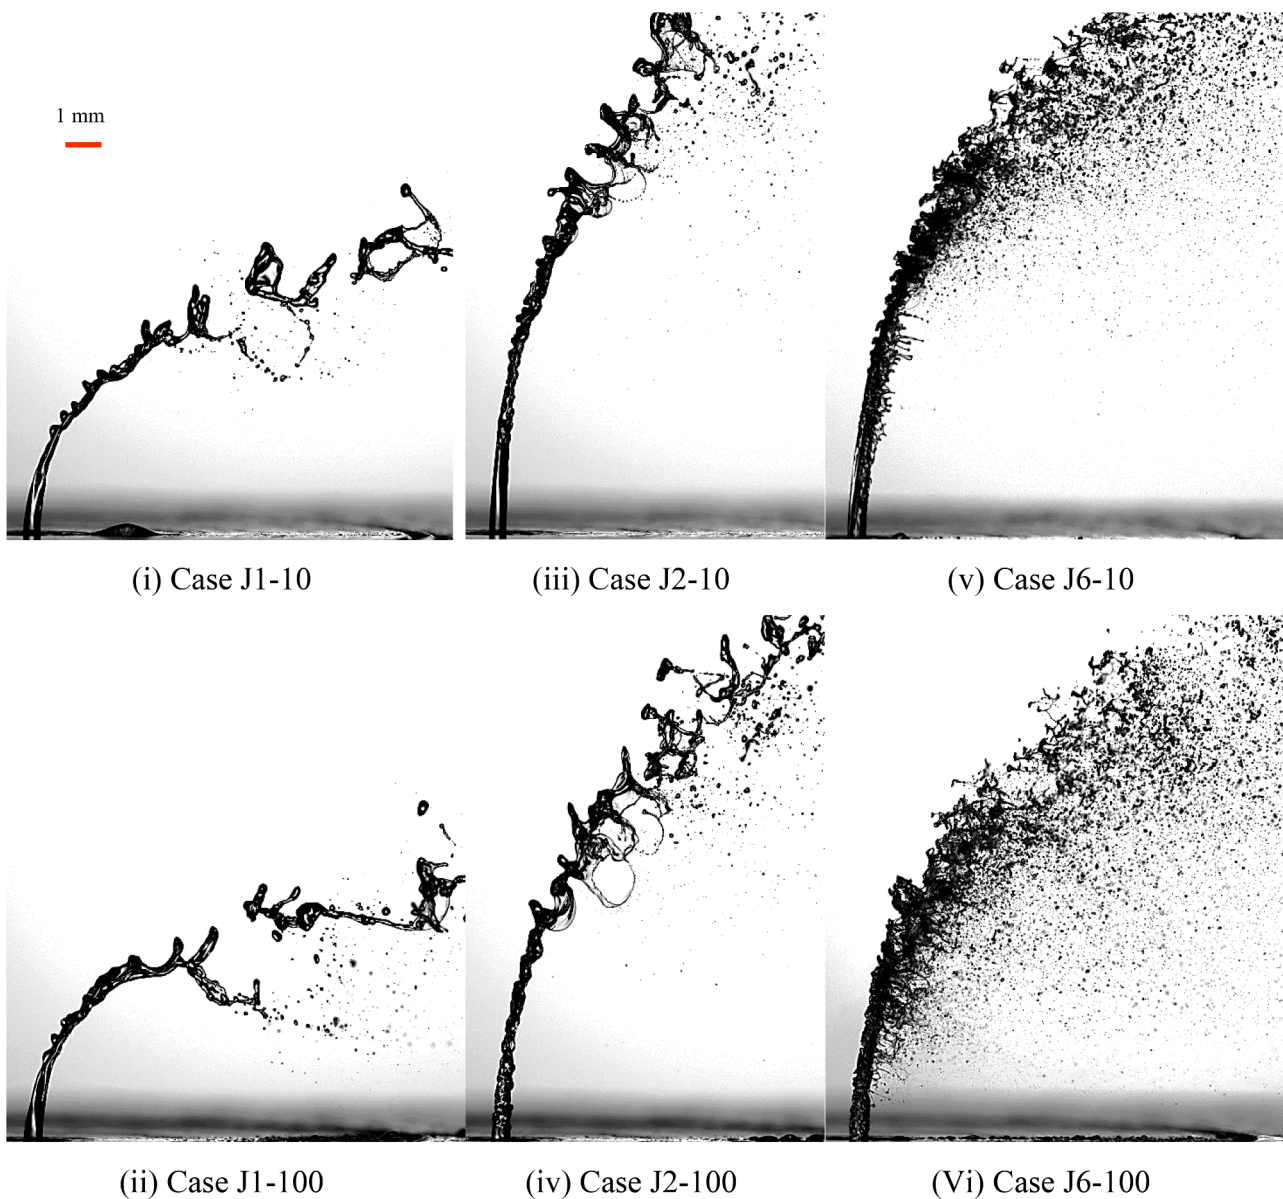 1 mm
(i) Case J1-10
(iii) Case J2-10
(v) Case J6-10
(ii) Case J1-100
(iv) Case J2-100
(Vi) Case J6-100